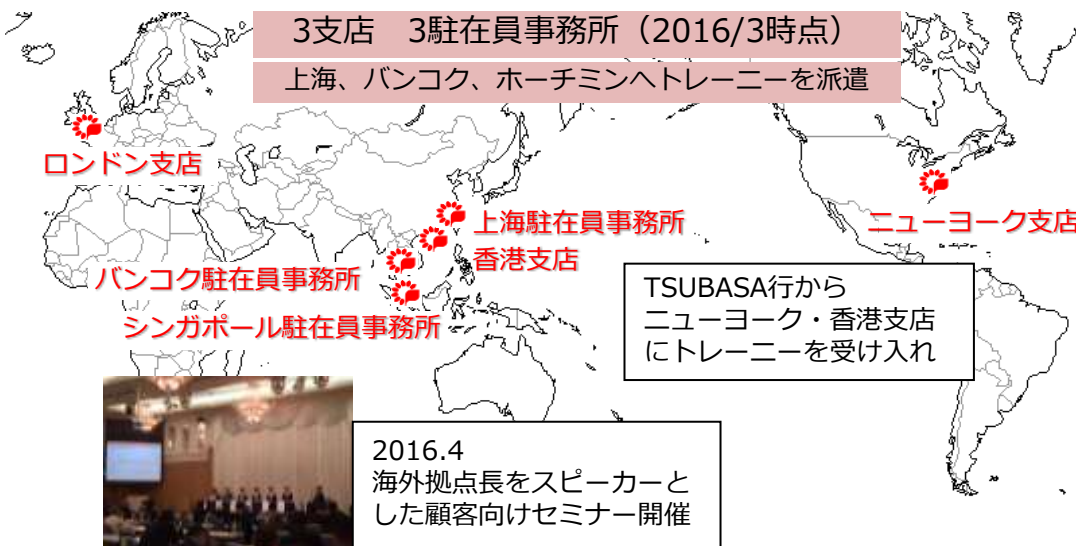 3支店　3駐在員事務所（2016/3時点）
上海、バンコク、ホーチミンへトレーニーを派遣
ロンドン支店
上海駐在員事務所
香港支店
ニューヨーク支店
バンコク駐在員事務所
シンガポール駐在員事務所
TSUBASA行から
ニューヨーク・香港支店
にトレーニーを受け入れ
2016.4
海外拠点長をスピーカーと
した顧客向けセミナー開催